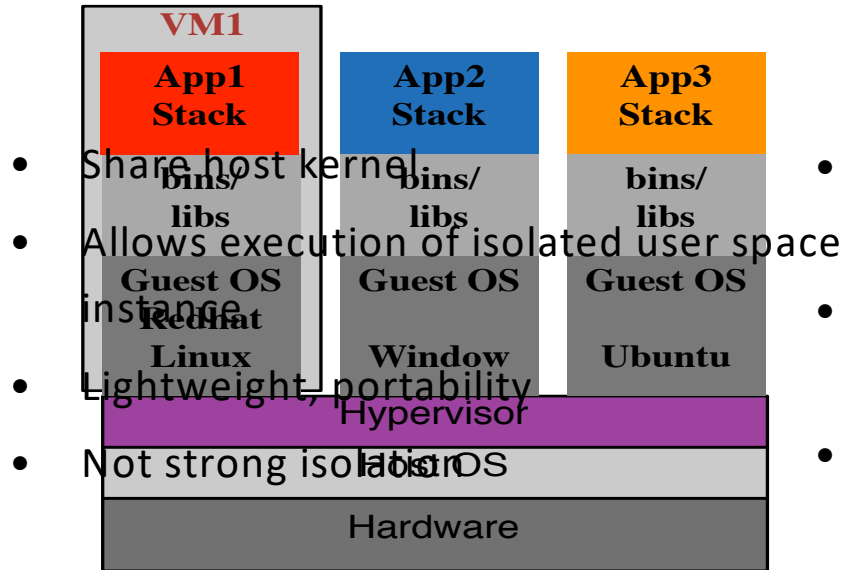 VM1
App1
Stack
App2
Stack
App3
Stack
bins/
libs
bins/
libs
bins/
libs
Guest OS
Redhat
Linux
Guest OS
Window
Guest OS
Ubuntu
Hypervisor
Host OS
Hardware
• Share host kernel
• Allows execution of isolated user space
instance
• Lightweight, portability
• Not strong isolation
•
•
•